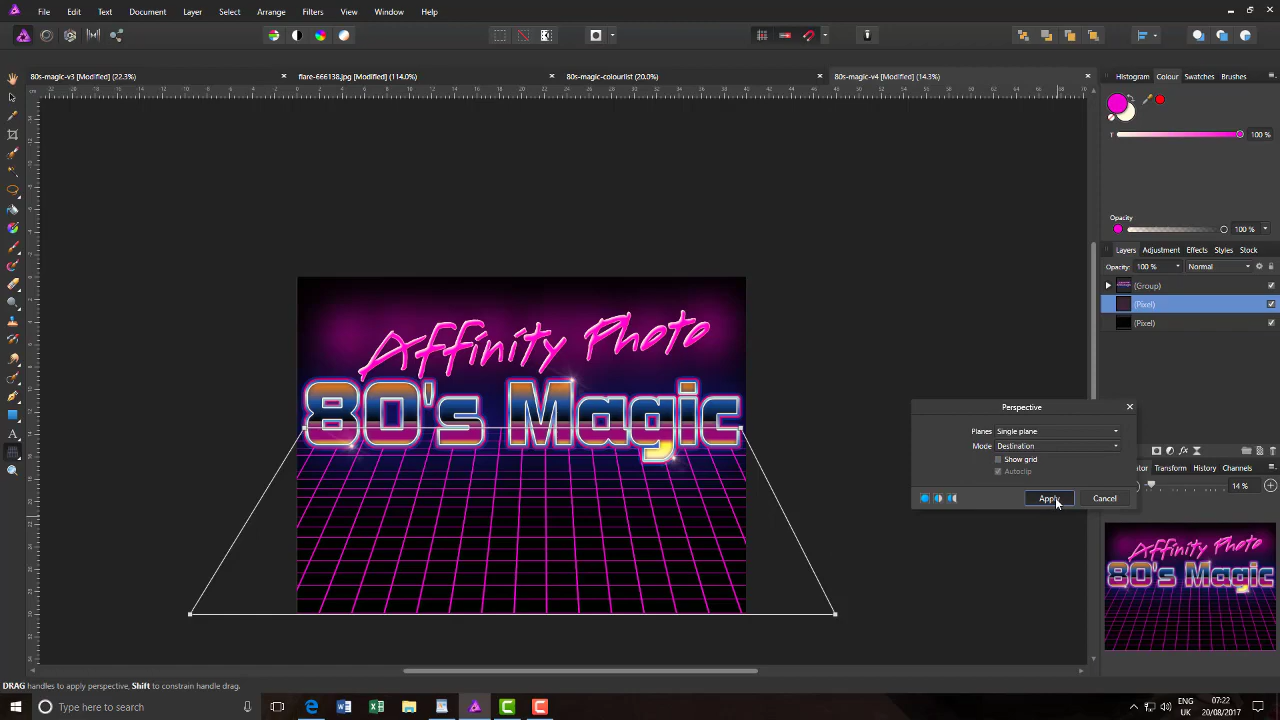 File Edit Text Document Layer Select Arrange Filters View Window Help
80s-magic-v3 [Modified] (22.3%)
flare-666138.jpg [Modified] (114.0%)
80s-magic-colourlist (20.0%)
80s-magic-v4 [Modified] (14.3%)
Histogram Colour Swatches Brushes
100 %
Opacity
100 %
Layers Adjustment Effects Styles Stock
Opacity: 100 % Normal
(Group)
(Pixel)
(Pixel)
Affinity Photo
80's Magic
Perspective
Planes Single plane
Mode Destination
Show grid
Autoclip
Apply Cancel
Transform History Channels
14 %
Affinity Photo
80's Magic
DRAG handles to apply perspective, Shift to constrain handle drag.
Type here to search
ENG
UK
07:22
20/08/2017